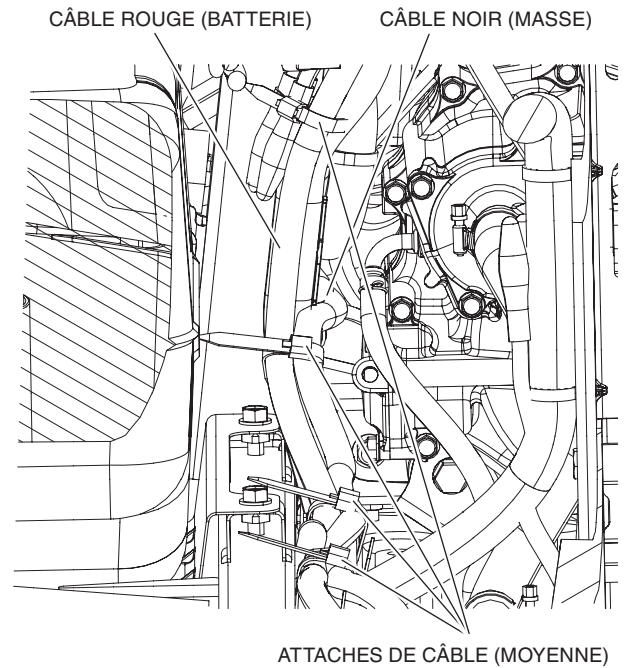 CÂBLE ROUGE (BATTERIE)
CÂBLE NOIR (MASSE)
ATTACHES DE CÂBLE (MOYENNE)